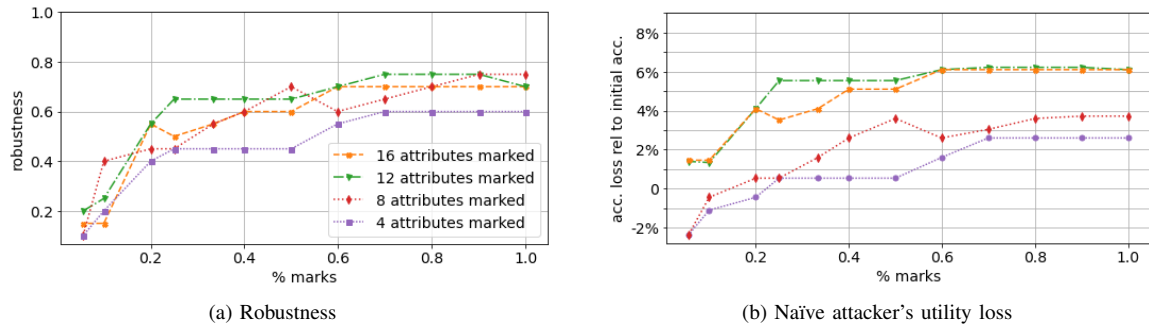 1.0
0.8
0.6
0.4
0.2
robustness
16 attributes marked
12 attributes marked
8 attributes marked
4 attributes marked
0.2 0.4 0.6 0.8 1.0
% marks
(a) Robustness
8%
6%
4%
2%
0
-2%
acc. loss rel to initial acc.
0.2 0.4 0.6 0.8 1.0
% marks
(b) Naïve attacker's utility loss